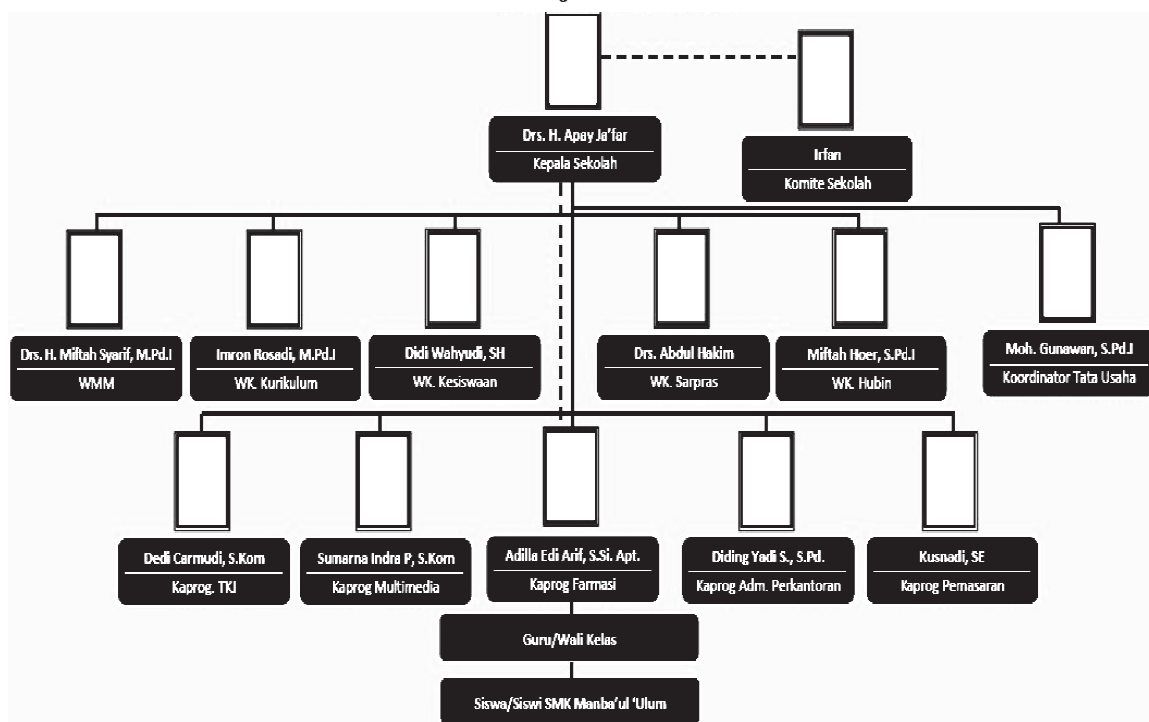 Drs. H. Apay Ja'far
Kepala Sekolah
Irfan
Komite Sekolah
Drs. H. Miftah Syarif, M.Pd.I
WMM
Imron Rosadi, M.Pd.I
WK. Kurikulum
Didi Wahyudi, SH
WK. Kesiswaan
Drs. Abdul Hakim
WK. Sarpras
Miftah Hoer, S.Pd.I
WK. Hubin
Moh. Gunawan, S.Pd.I
Koordinator Tata Usaha
Dedi Carmudi, S.Kom
Kaprog. TKJ
Sumarna Indra P, S.Kom
Kaprog Multimedia
Adilla Edi Arif, S.Si. Apt.
Kaprog Farmasi
Diding Yadi S., S.Pd.
Kaprog Adm. Perkantoran
Kusnadi, SE
Kaprog Pemasaran
Guru/Wali Kelas
Siswa/Siswi SMK Manba'ul 'Ulum